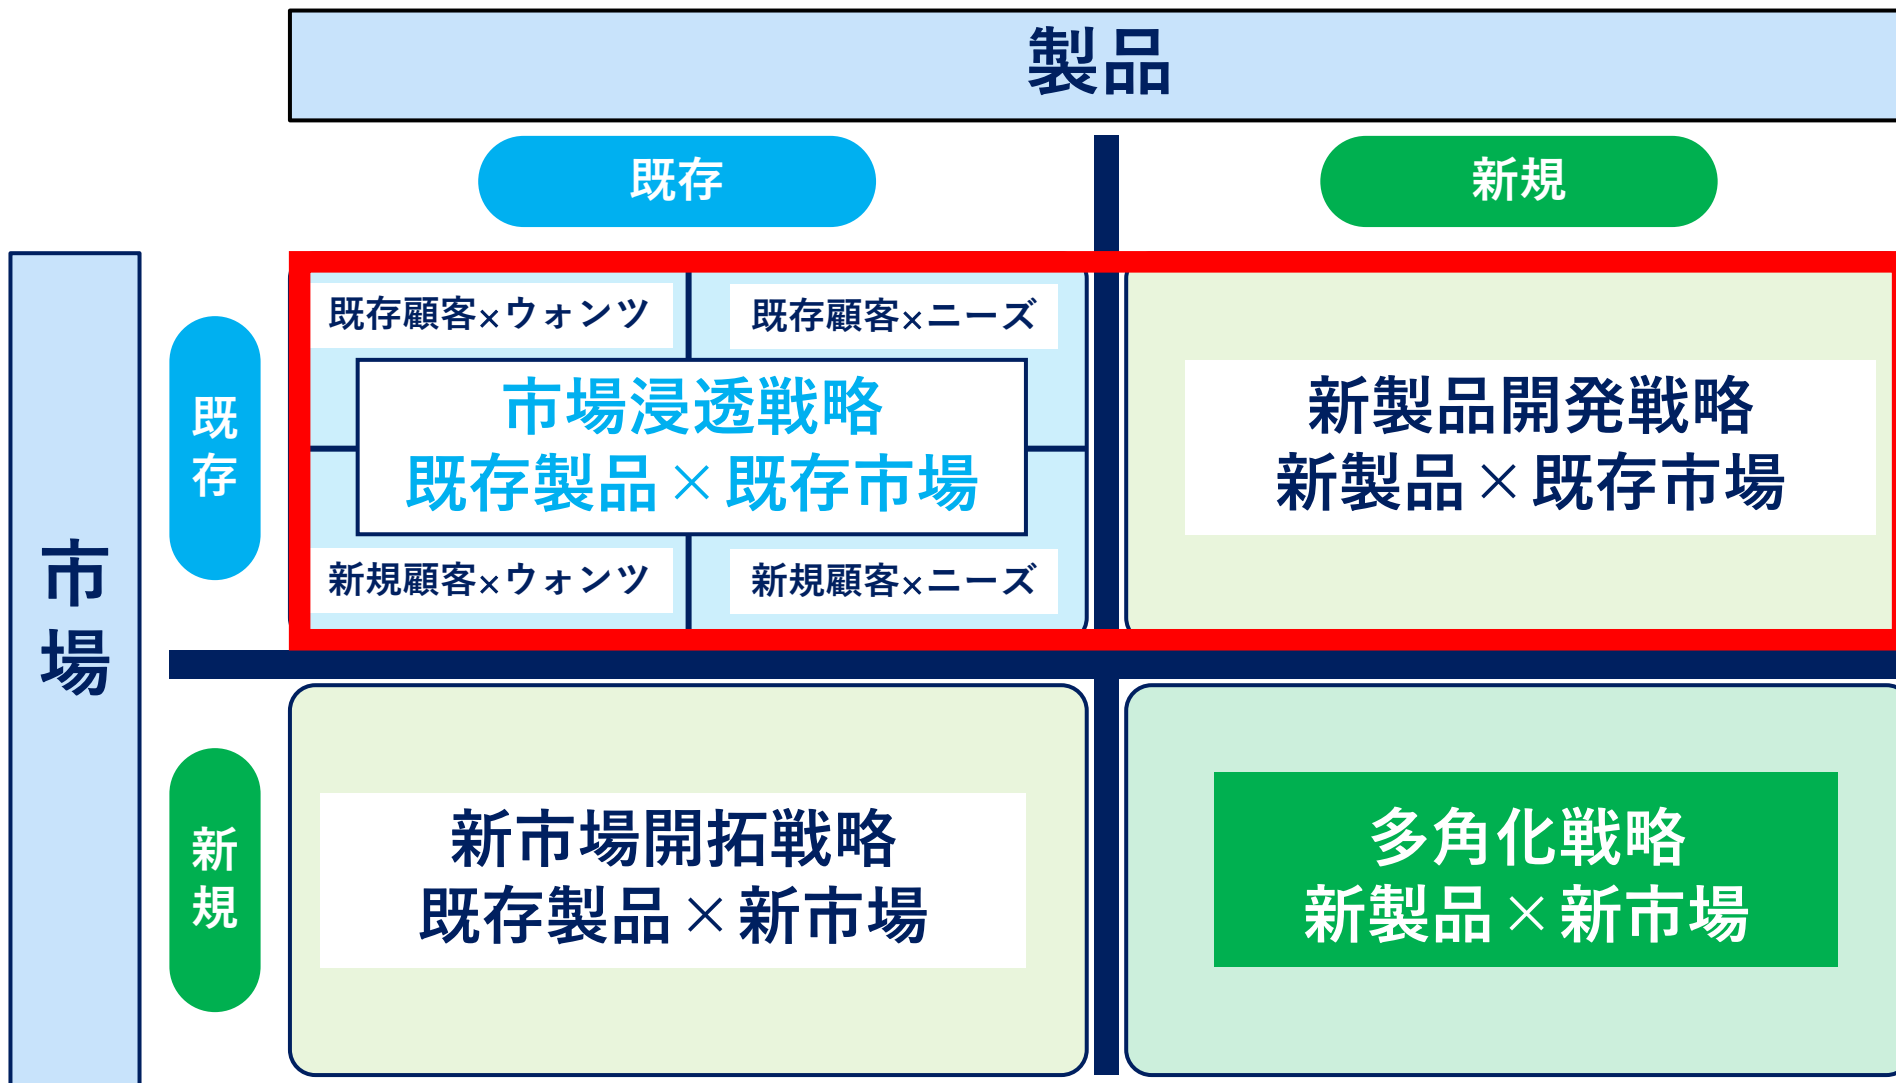 製品
既存
新規
市場
既存
既存顧客×ウォンツ
既存顧客×ニーズ
市場浸透戦略
既存製品×既存市場
新規顧客×ウォンツ
新規顧客×ニーズ
新製品開発戦略
新製品×既存市場
新規
新市場開拓戦略
既存製品×新市場
多角化戦略
新製品×新市場